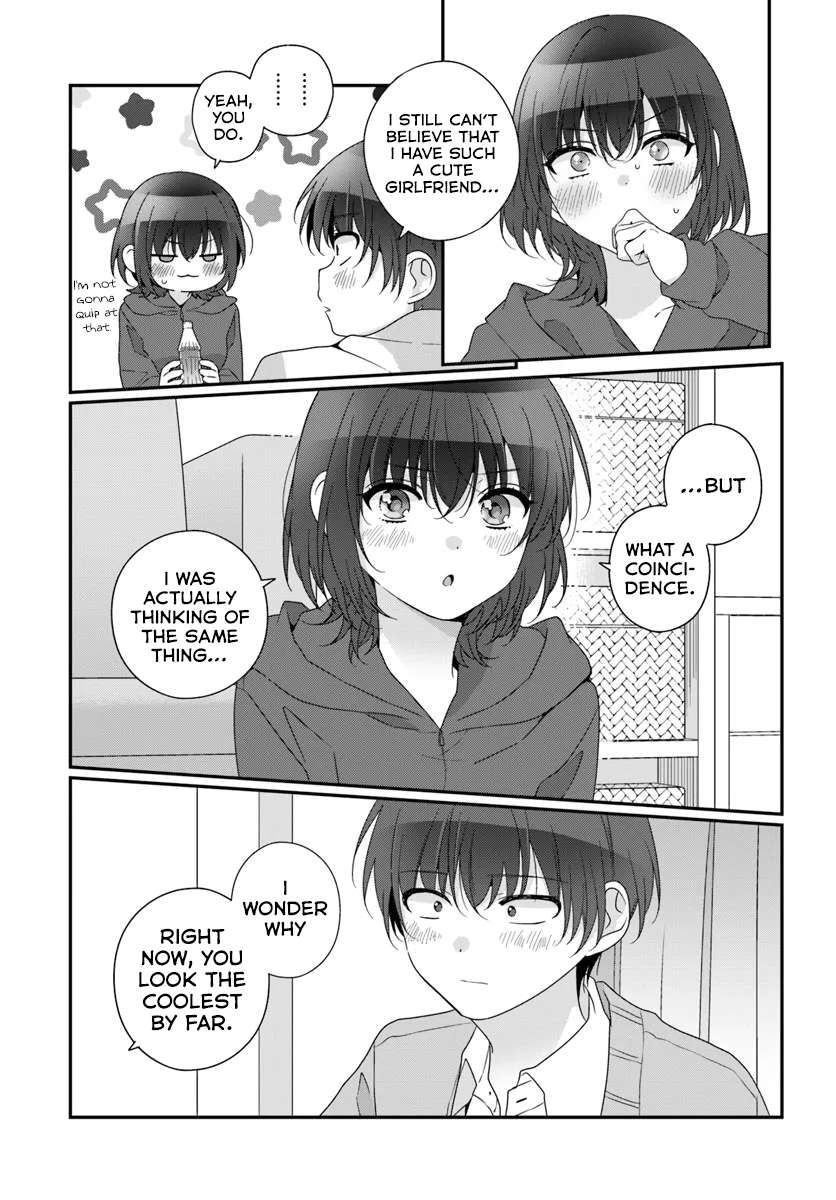 I STILL CAN'T
BELIEVE THAT
I HAVE SUCH
A CUTE
GIRLFRIEND...
......
YEAH,
YOU
DO.
I'm not
gonna
quip at
that.
...BUT
WHAT A
COINCI-
DENCE.
I WAS
ACTUALLY
THINKING OF
THE SAME
THING...
I
WONDER
WHY
RIGHT
NOW, YOU
LOOK THE
COOLEST
BY FAR.